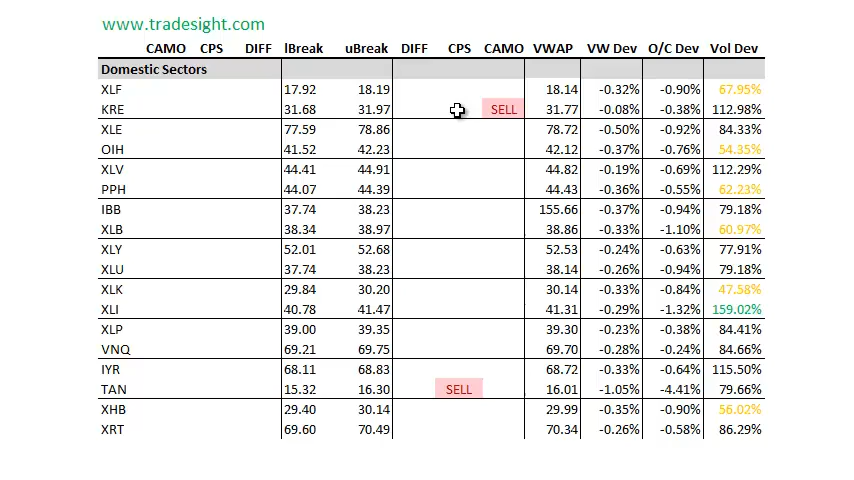 www.tradesight.com
CAMO CPS DIFF lBreak uBreak DIFF CPS CAMO VWAP VW Dev O/C Dev Vol Dev
Domestic Sectors
XLF 17.92 18.19 18.14 -0.32% -0.90% 67.95%
KRE 31.68 31.97 SELL 31.77 -0.08% -0.38% 112.98%
XLE 77.59 78.86 78.72 -0.50% -0.92% 84.33%
OIH 41.52 42.23 42.12 -0.37% -0.76% 54.35%
XLV 44.41 44.91 44.82 -0.19% -0.69% 112.29%
PPH 44.07 44.39 44.43 -0.36% -0.55% 62.23%
IBB 37.74 38.23 155.66 -0.37% -0.94% 79.18%
XLB 38.34 38.97 38.86 -0.33% -1.10% 60.97%
XLY 52.01 52.68 52.53 -0.24% -0.63% 77.91%
XLU 37.74 38.23 38.14 -0.26% -0.94% 79.18%
XLK 29.84 30.20 30.14 -0.33% -0.84% 47.58%
XLI 40.78 41.47 41.31 -0.29% -1.32% 159.02%
XLP 39.00 39.35 39.30 -0.23% -0.38% 84.41%
VNQ 69.21 69.75 69.70 -0.28% -0.24% 84.66%
IYR 68.11 68.83 68.72 -0.33% -0.64% 115.50%
TAN 15.32 16.30 SELL 16.01 -1.05% -4.41% 79.66%
XHB 29.40 30.14 29.99 -0.35% -0.90% 56.02%
XRT 69.60 70.49 70.34 -0.26% -0.58% 86.29%